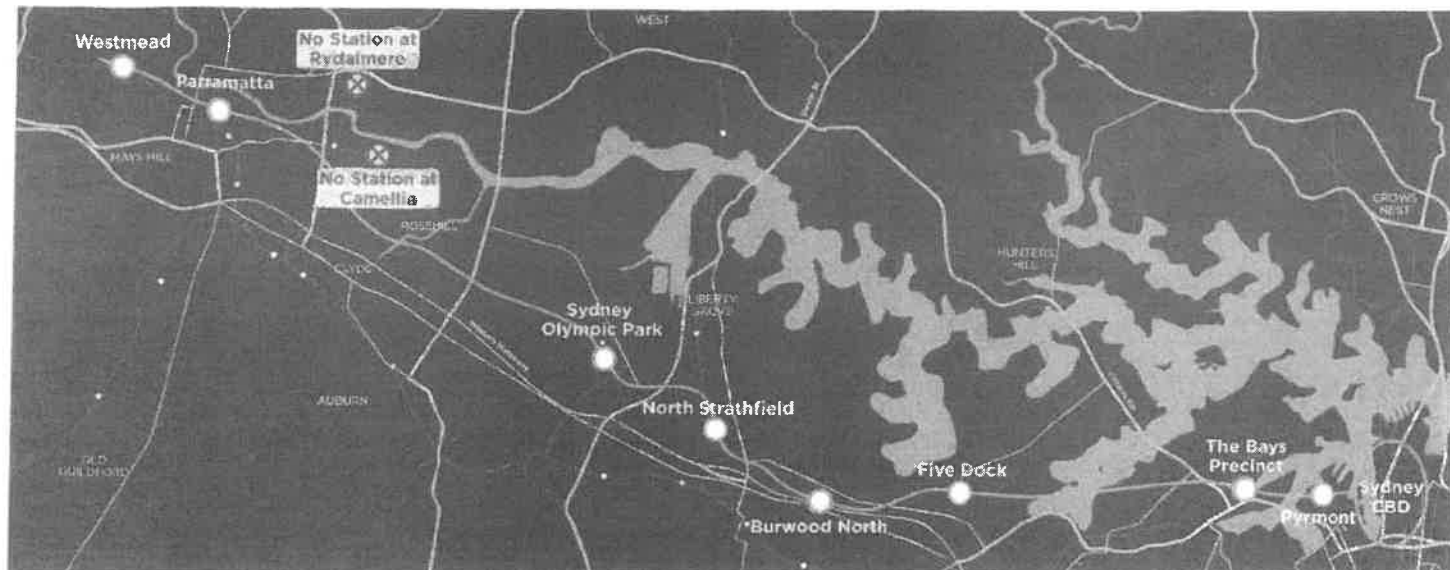 WEST
No Station at
Rydalmere
Westmead
Parramatta
MAYS HILL
No Station at
Camellia
ROSEHILL
CLYDE
CROWS
NEST
HUNTERS
HILL
LIBERTY
GROVE
Sydney
Olympic Park
AUBURN
North Strathfield
OLD
GUILDFORD
The Bays
Precinct
Five Dock
Sydney
CBD
Pyrmont
Burwood North